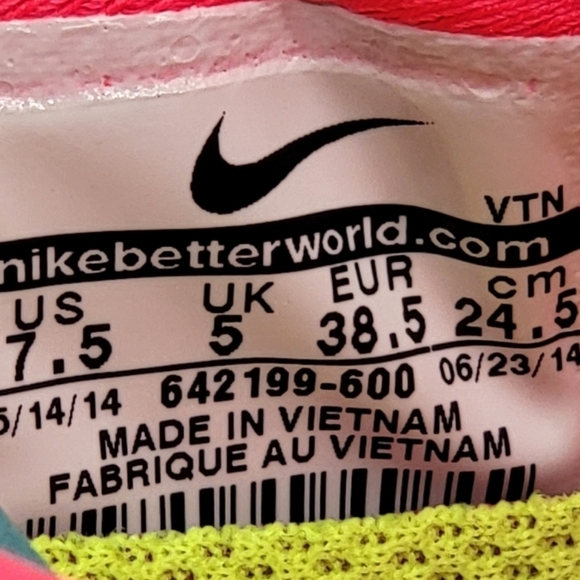 VTN
nikebetterworld.com
US UK EUR cm
7.5 5 38.5 24.5
5/14/14 642199-600 06/23/14
MADE IN VIETNAM
FABRIQUE AU VIETNAM